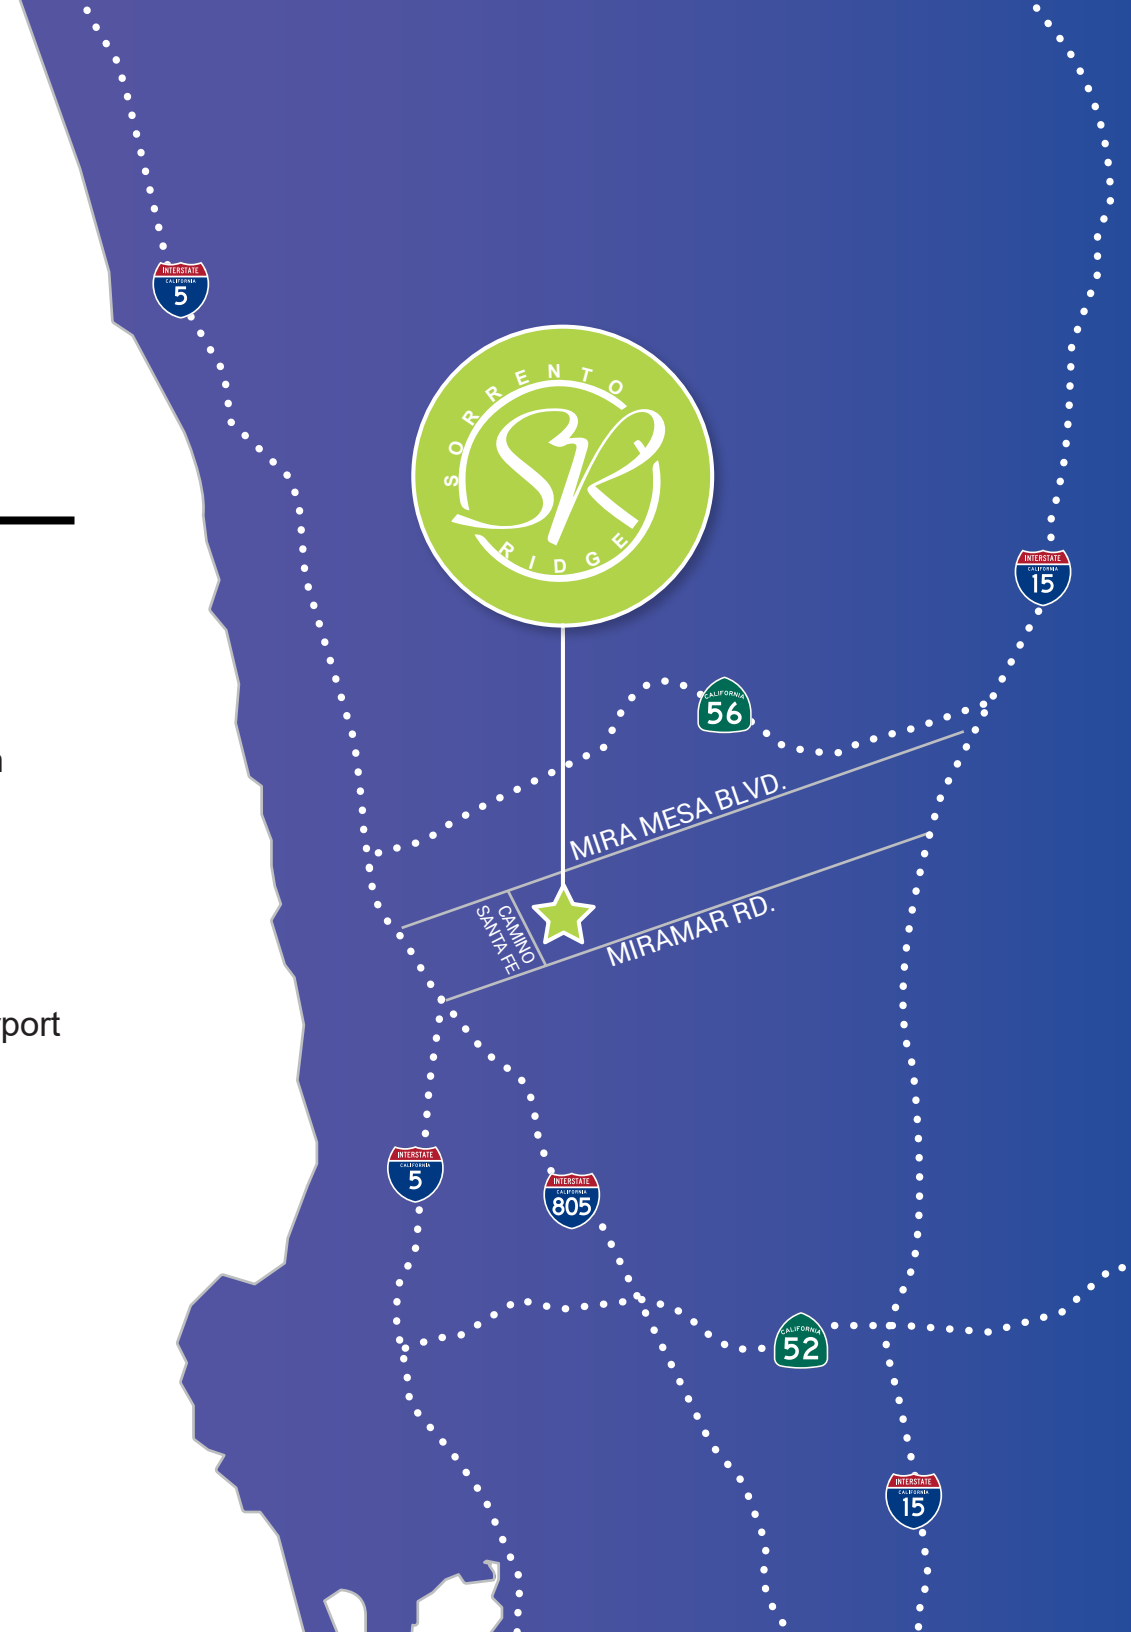 INTERSTATE
CALIFORNIA
5
SORRENTO
SR
RIDGE
INTERSTATE
CALIFORNIA
15
CALIFORNIA
56
MIRA MESA BLVD.
CAMINO
SANTA FE
MIRAMAR RD.
port
INTERSTATE
CALIFORNIA
5
INTERSTATE
CALIFORNIA
805
CALIFORNIA
52
INTERSTATE
CALIFORNIA
15